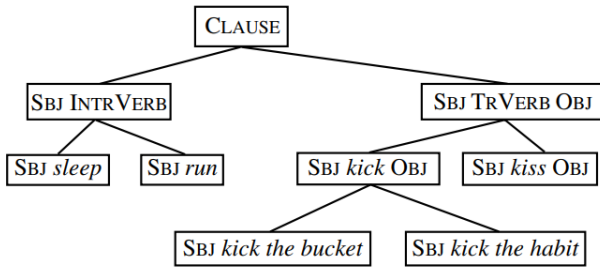 CLAUSE
SBJ INTRVERB
SBJ TRVERB OBJ
SBJ sleep
SBJ run
SBJ kick OBJ
SBJ kiss OBJ
SBJ kick the bucket
SBJ kick the habit